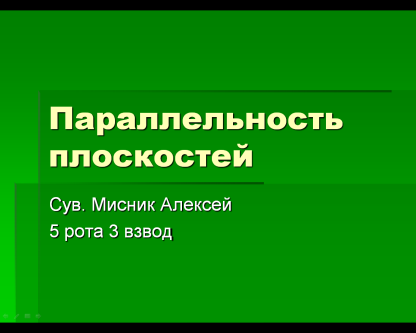 Параллельность
плоскостей
Сув. Мисник Алексей
5 рота 3 взвод